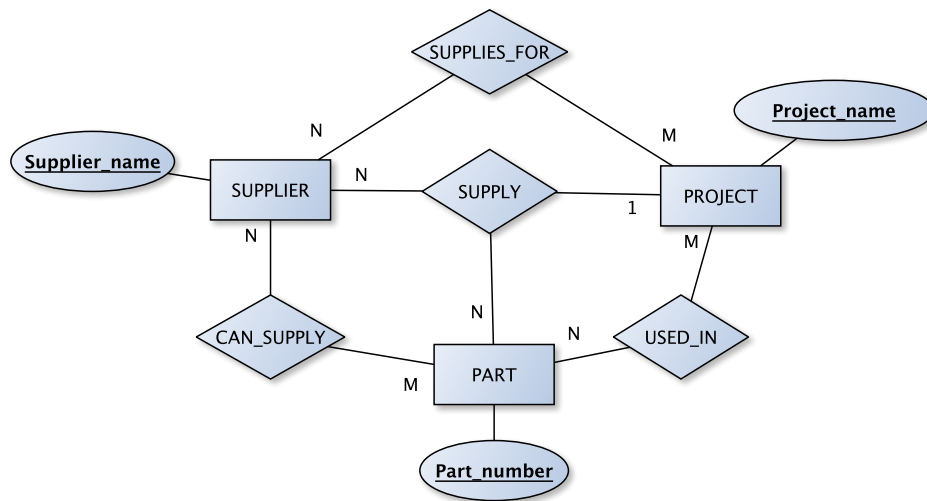 SUPPLIES_FOR
Project_name
N
M
Supplier_name
SUPPLIER
N
SUPPLY
1
PROJECT
N
M
N
N
CAN_SUPPLY
USED_IN
M
PART
Part_number